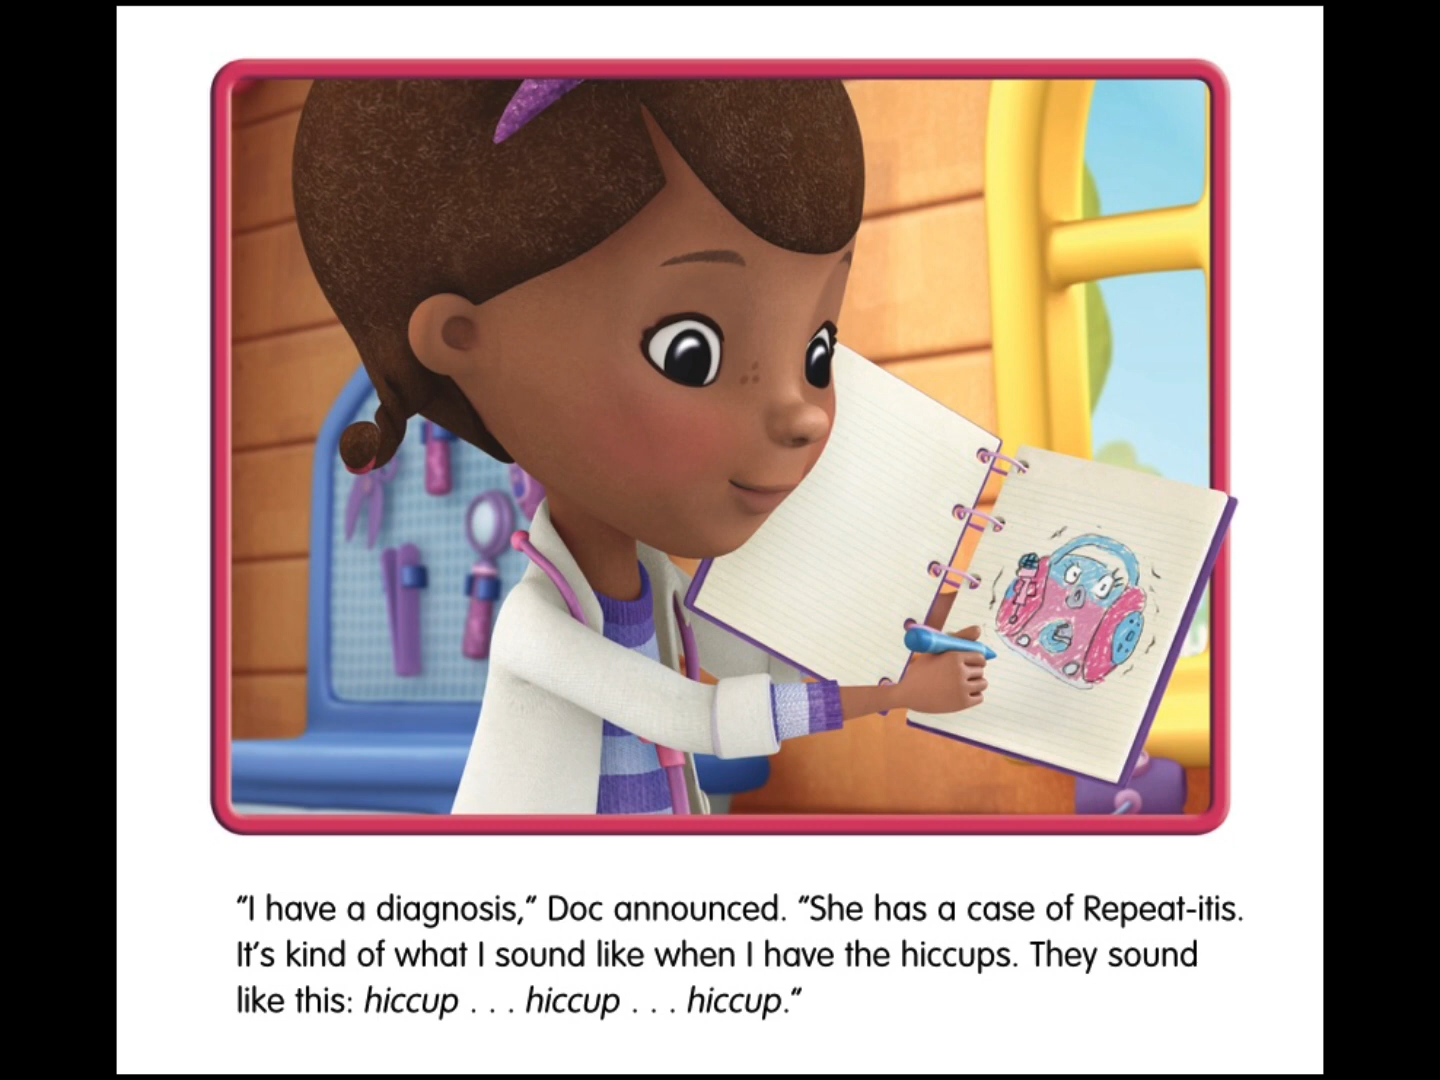 “I have a diagnosis,” Doc announced. “She has a case of Repeat-itis.
It’s kind of what I sound like when I have the hiccups. They sound
like this: hiccup . . . hiccup . . . hiccup.”